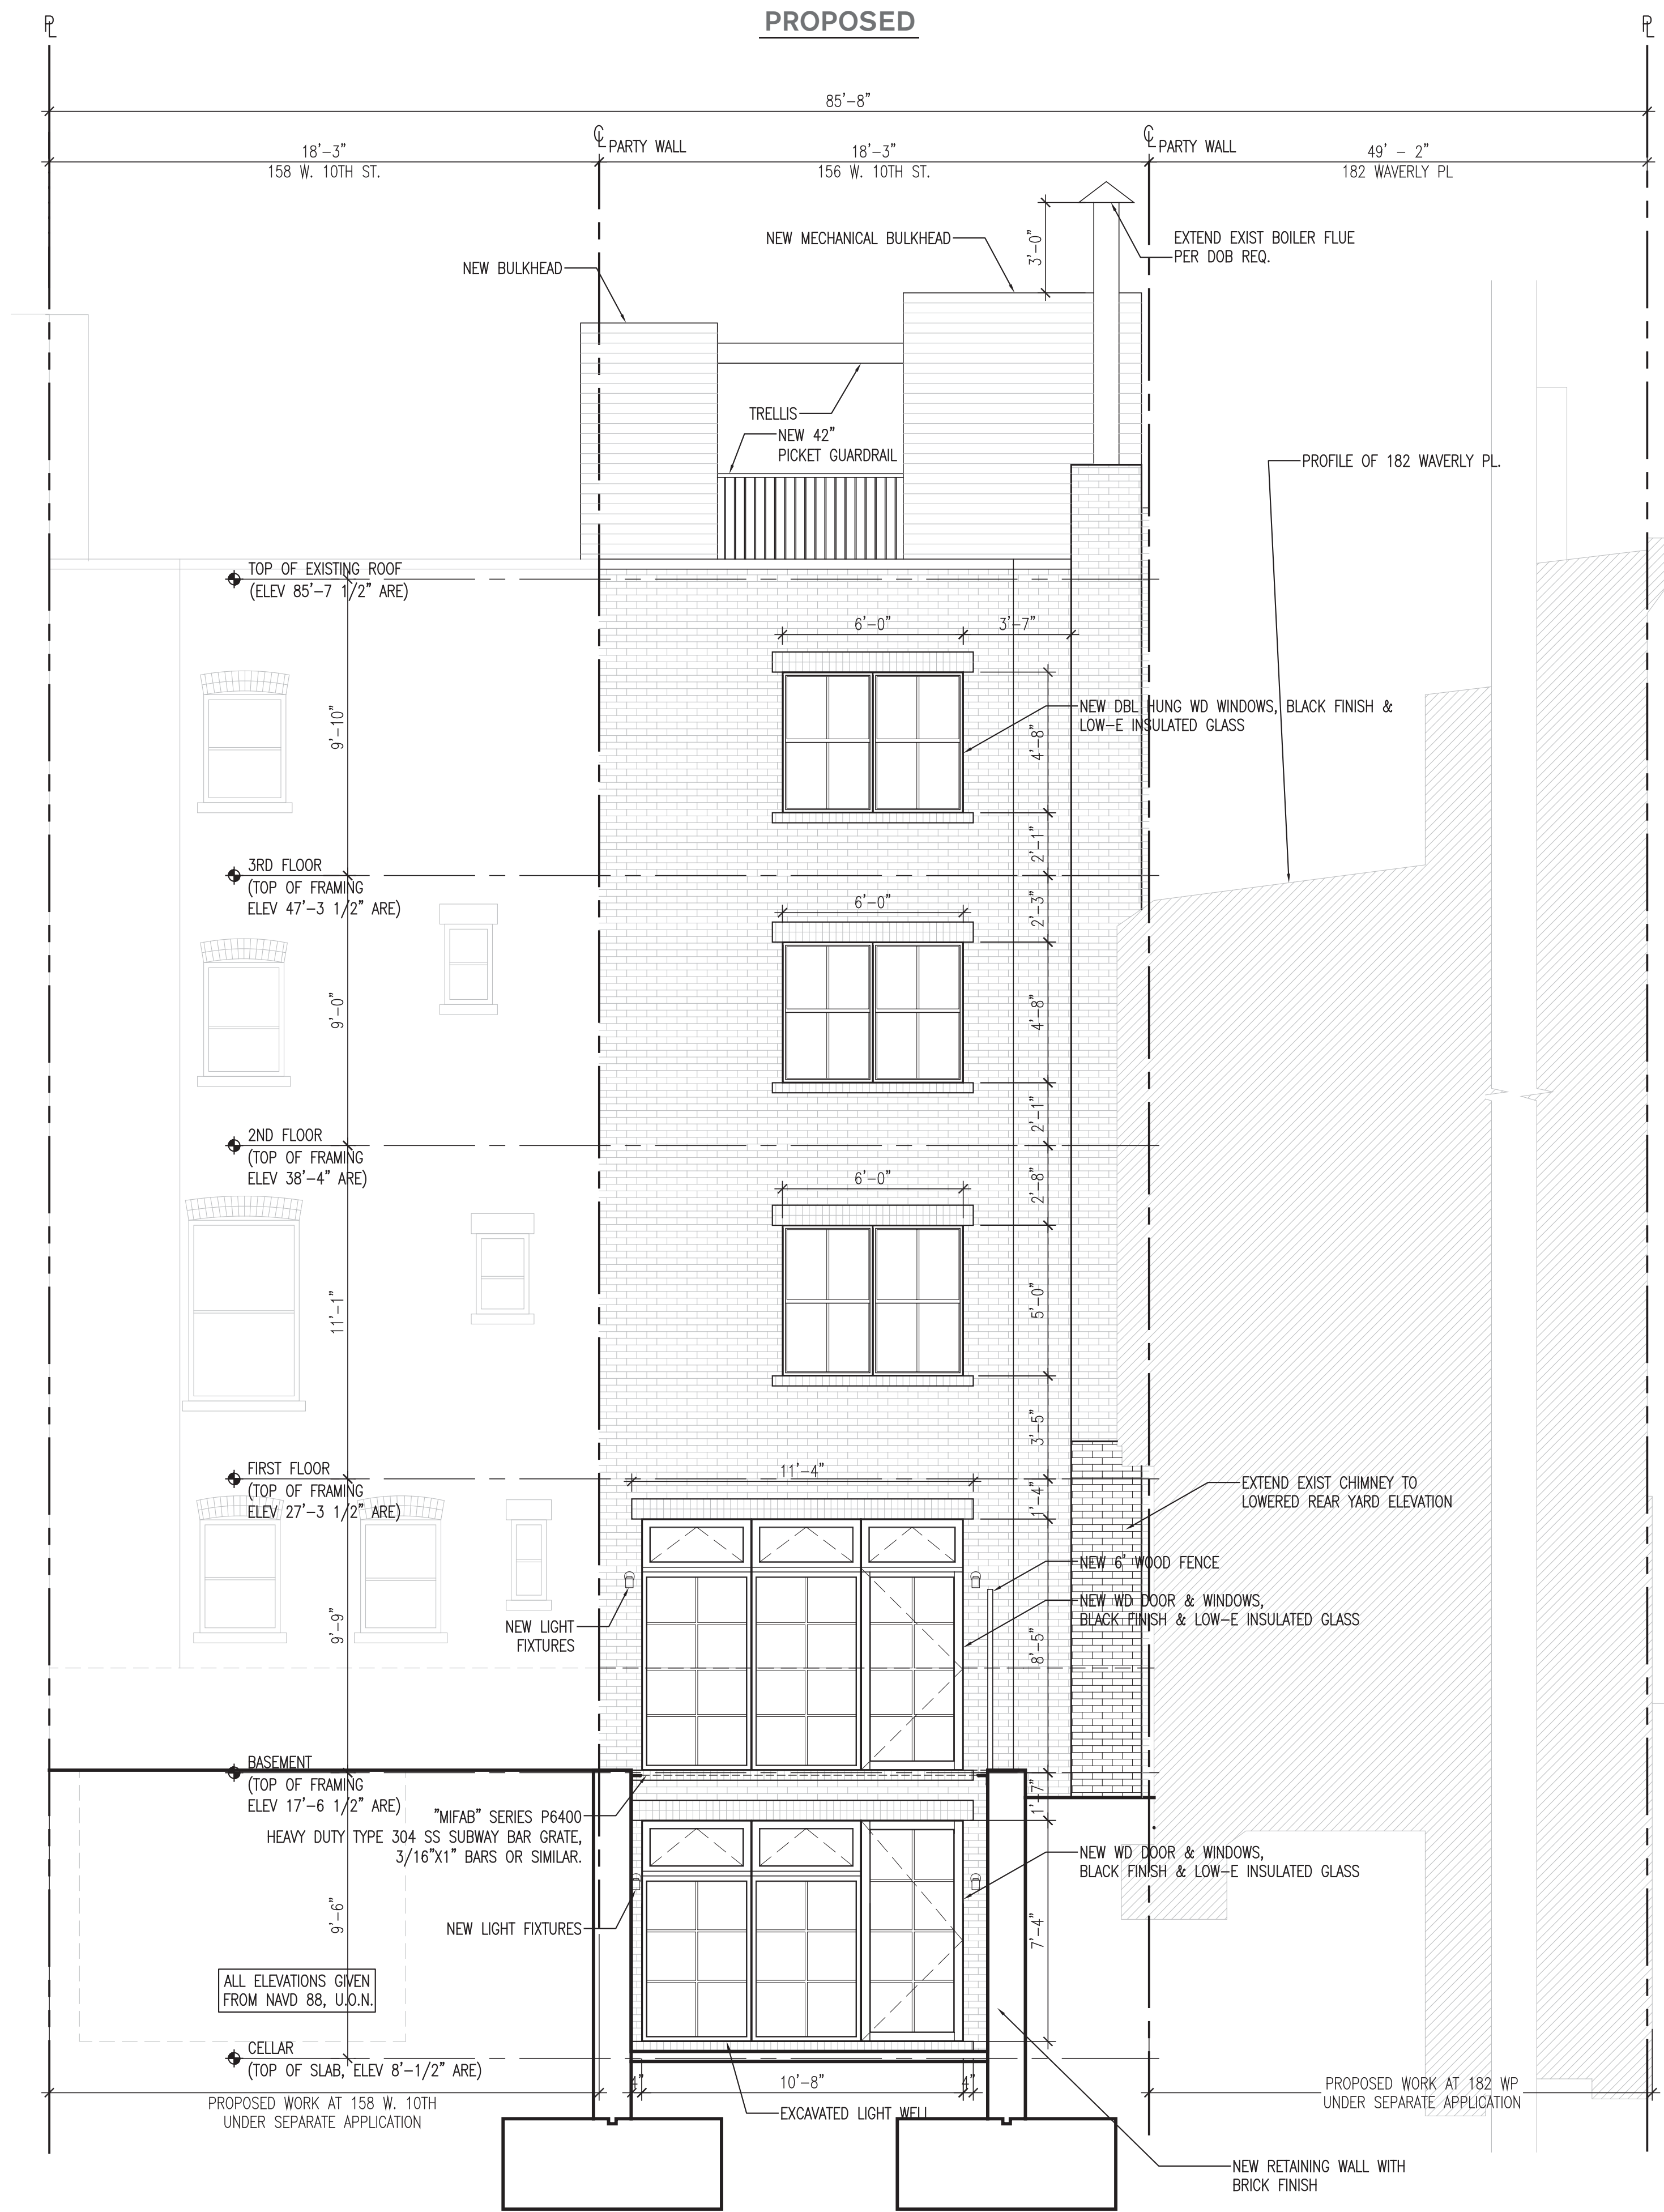 PROPOSED
PL
PL
85'-8"
CL PARTY WALL
CL PARTY WALL
18'-3"
158 W. 10TH ST.
18'-3"
156 W. 10TH ST.
49' - 2"
182 WAVERLY PL
NEW MECHANICAL BULKHEAD
3'-0"
EXTEND EXIST BOILER FLUE
PER DOB REQ.
NEW BULKHEAD
TRELLIS
NEW 42"
PICKET GUARDRAIL
PROFILE OF 182 WAVERLY PL.
TOP OF EXISTING ROOF
(ELEV 85'-7 1/2" ARE)
6'-0"
3'-7"
9'-10"
NEW DBL HUNG WD WINDOWS, BLACK FINISH &
LOW-E INSULATED GLASS
4'-8"
2'-1"
3RD FLOOR
(TOP OF FRAMING
ELEV 47'-3 1/2" ARE)
6'-0"
2'-3"
9'-0"
4'-8"
2'-1"
2ND FLOOR
(TOP OF FRAMING
ELEV 38'-4" ARE)
6'-0"
2'-8"
11'-1"
5'-0"
3'-5"
FIRST FLOOR
(TOP OF FRAMING
ELEV 27'-3 1/2" ARE)
11'-4"
1'-4"
EXTEND EXIST CHIMNEY TO
LOWERED REAR YARD ELEVATION
NEW 6' WOOD FENCE
NEW WD DOOR & WINDOWS,
BLACK FINISH & LOW-E INSULATED GLASS
NEW LIGHT
FIXTURES
9'-9"
8'-5"
BASEMENT
(TOP OF FRAMING
ELEV 17'-6 1/2" ARE)
1'-7"
"MIFAB" SERIES P6400
HEAVY DUTY TYPE 304 SS SUBWAY BAR GRATE,
3/16"X1" BARS OR SIMILAR.
NEW WD DOOR & WINDOWS,
BLACK FINISH & LOW-E INSULATED GLASS
9'-6"
NEW LIGHT FIXTURES
7'-4"
ALL ELEVATIONS GIVEN
FROM NAVD 88, U.O.N.
CELLAR
(TOP OF SLAB, ELEV 8'-1/2" ARE)
4"
10'-8"
4"
PROPOSED WORK AT 158 W. 10TH
UNDER SEPARATE APPLICATION
PROPOSED WORK AT 182 WP
UNDER SEPARATE APPLICATION
EXCAVATED LIGHT WELL
NEW RETAINING WALL WITH
BRICK FINISH